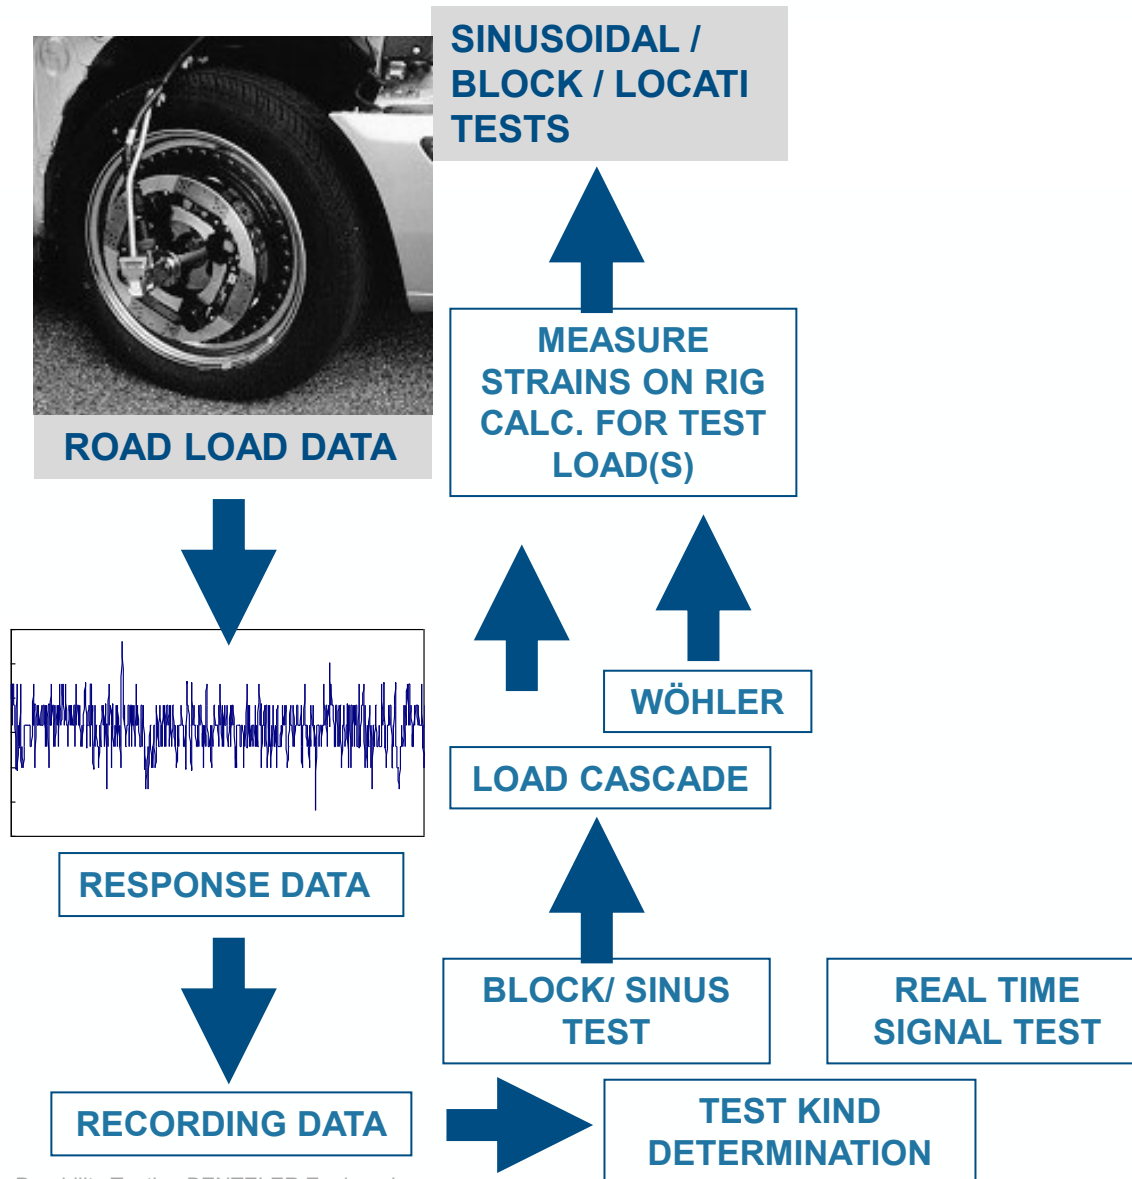 SINUSOIDAL /
BLOCK / LOCATI
TESTS
ROAD LOAD DATA
MEASURE
STRAINS ON RIG
CALC. FOR TEST
LOAD(S)
WÖHLER
LOAD CASCADE
RESPONSE DATA
BLOCK/ SINUS
TEST
REAL TIME
SIGNAL TEST
RECORDING DATA
TEST KIND
DETERMINATION